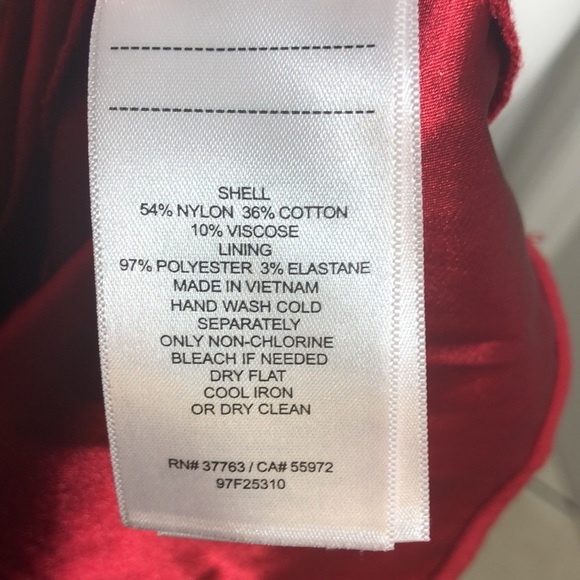 SHELL
54% NYLON 36% COTTON
10% VISCOSE
LINING
97% POLYESTER 3% ELASTANE
MADE IN VIETNAM
HAND WASH COLD
SEPARATELY
ONLY NON-CHLORINE
BLEACH IF NEEDED
DRY FLAT
COOL IRON
OR DRY CLEAN
RN# 37763 / CA# 55972
97F25310